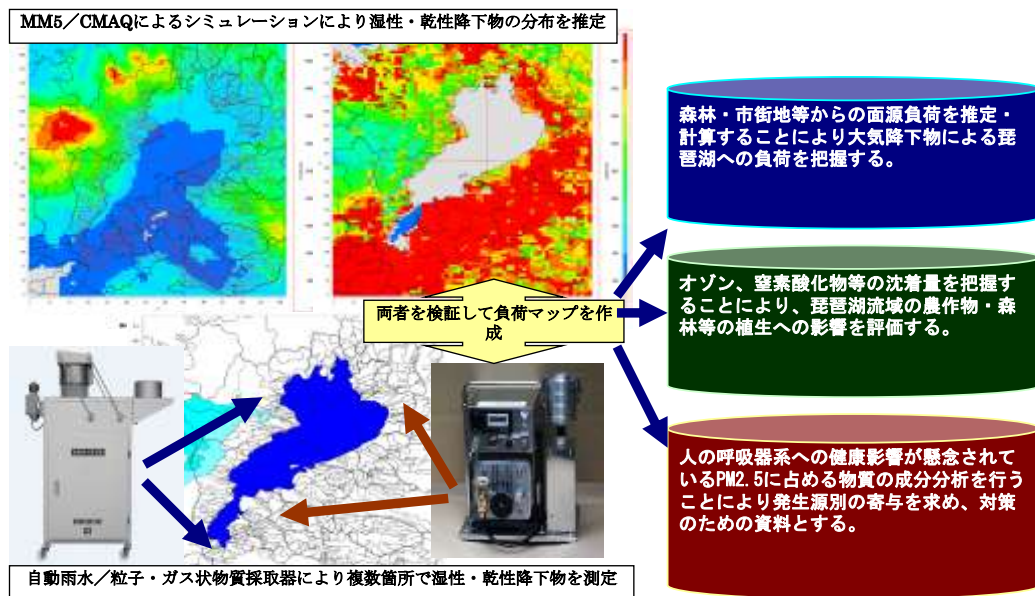 MM5／CMAQによるシミュレーションにより湿性・乾性降下物の分布を推定
森林・市街地等からの面源負荷を推定・
計算することにより大気降下物による琵
琶湖への負荷を把握する。
オゾン、窒素酸化物等の沈着量を把握す
ることにより、琵琶湖流域の農作物・森
林等の植生への影響を評価する。
両者を検証して負荷マップを作
成
人の呼吸器系への健康影響が懸念されて
いるPM2.5に占める物質の成分分析を行う
ことにより発生源別の寄与を求め、対策
のための資料とする。
自動雨水／粒子・ガス状物質採取器により複数箇所で湿性・乾性降下物を測定